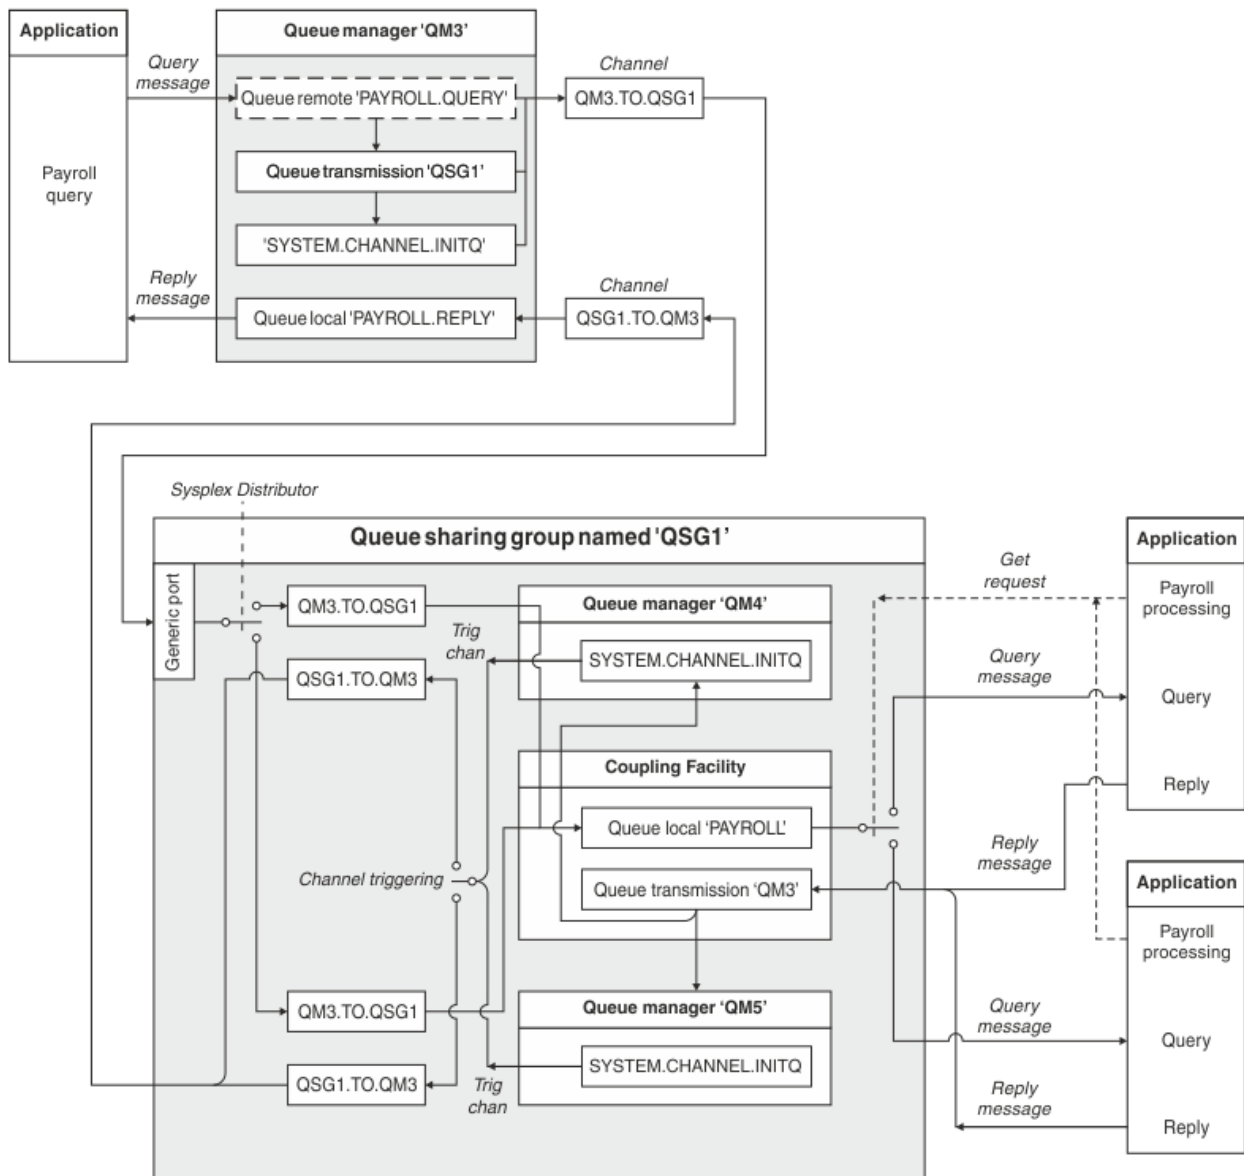 Application
Queue manager 'QM3'
Query
message
Channel
Queue remote 'PAYROLL.QUERY'
QM3.TO.QSG1
Payroll
query
Queue transmission 'QSG1'
'SYSTEM.CHANNEL.INITQ'
Reply
message
Channel
Queue local 'PAYROLL.REPLY'
QSG1.TO.QM3
Sysplex Distributor
Queue sharing group named 'QSG1'
Generic port
QM3.TO.QSG1
QSG1.TO.QM3
Trig
chan
Queue manager ‘QM4’
SYSTEM.CHANNEL.INITQ
Coupling Facility
Queue local ‘PAYROLL’
Queue transmission ‘QM3’
Channel triggering
QM3.TO.QSG1
QSG1.TO.QM3
Trig
chan
Queue manager ‘QM5’
SYSTEM.CHANNEL.INITQ
Get
request
Query
message
Reply
message
Query
message
Reply
message
Application
Payroll
processing
Query
Reply
Application
Payroll
processing
Query
Reply